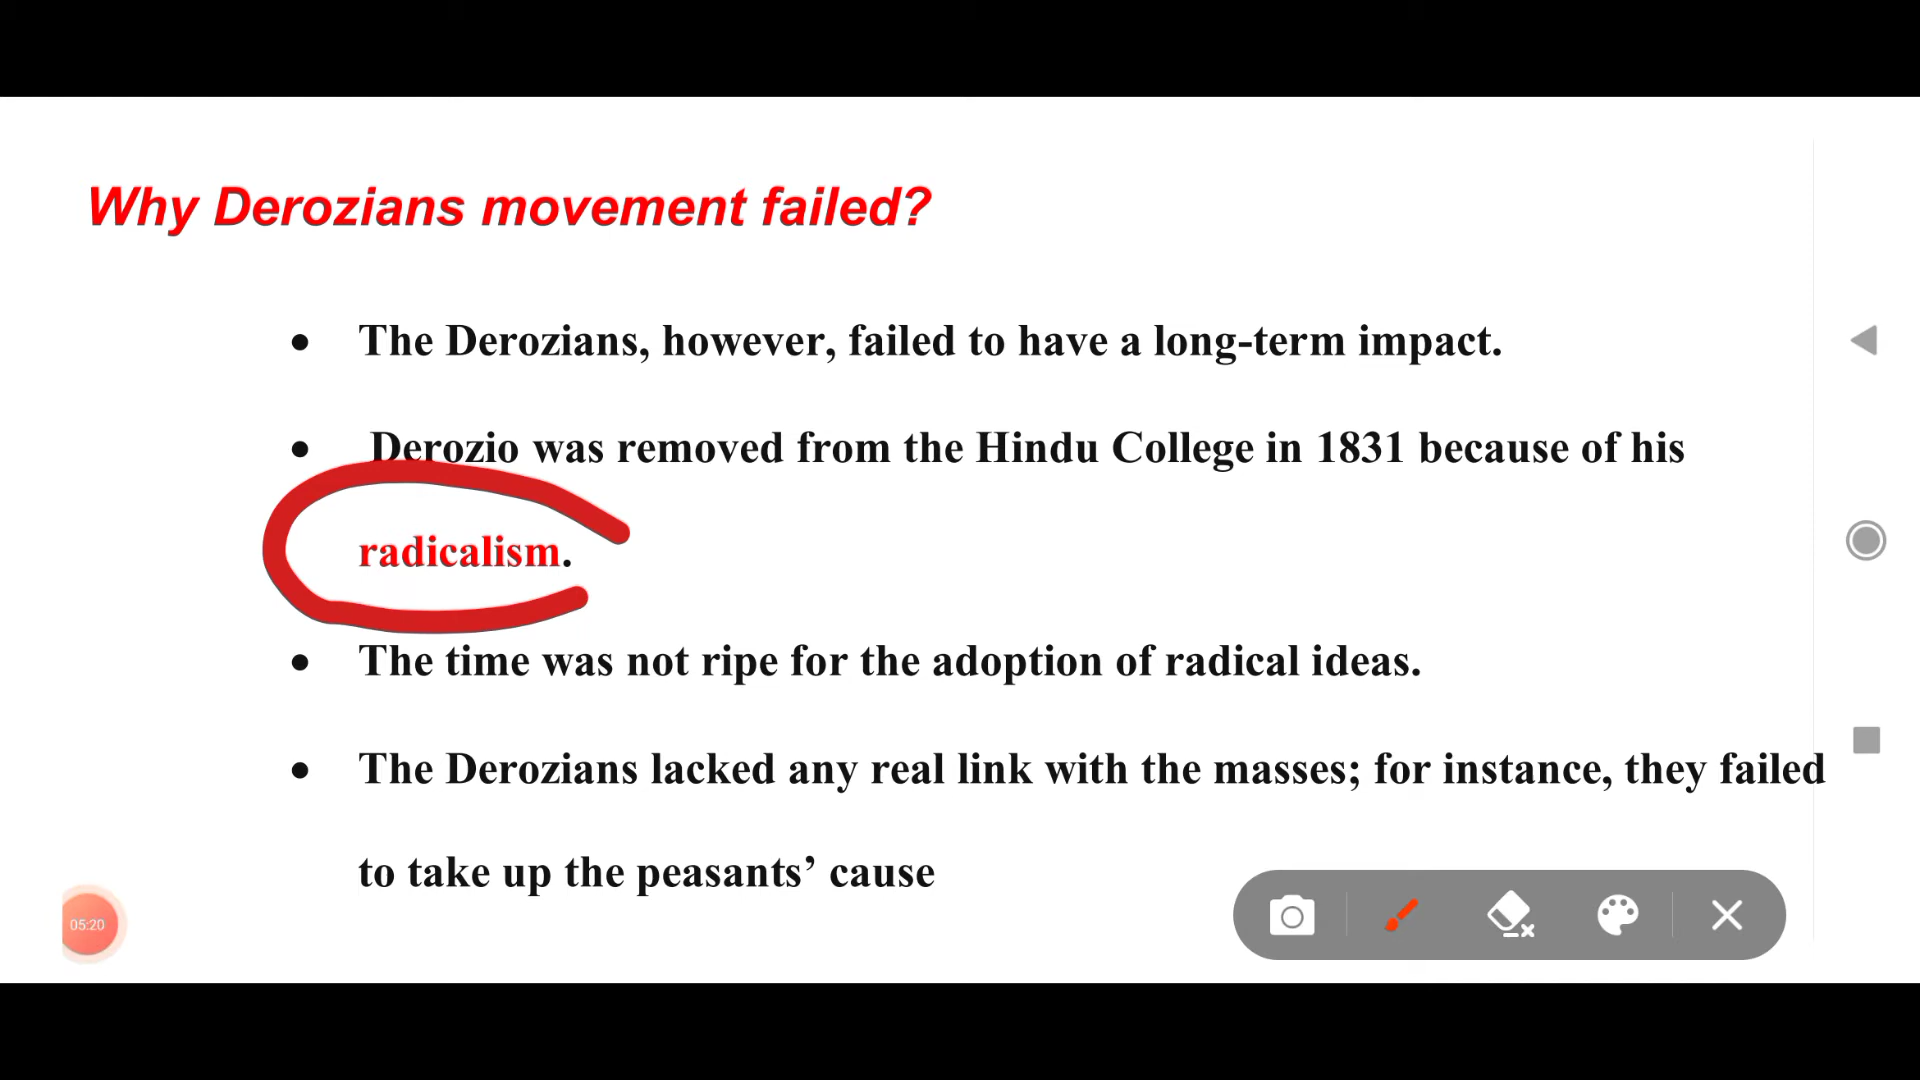 Why Derozians movement failed?
• The Derozians, however, failed to have a long-term impact.
• Derozio was removed from the Hindu College in 1831 because of his
radicalism.
• The time was not ripe for the adoption of radical ideas.
• The Derozians lacked any real link with the masses; for instance, they failed
to take up the peasants’ cause
05:20